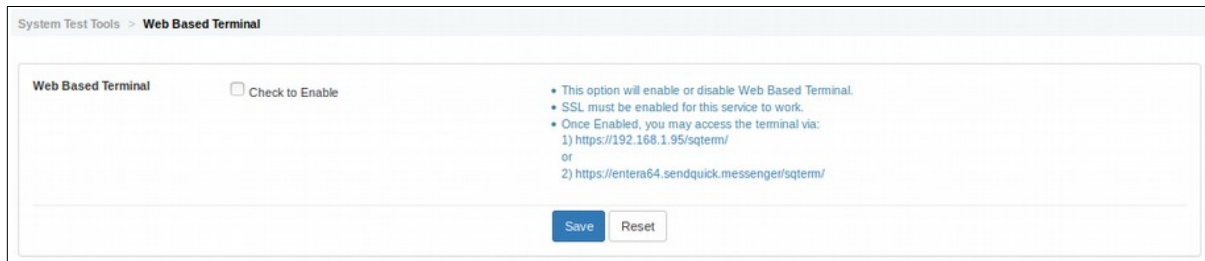 System Test Tools > Web Based Terminal
Web Based Terminal
Check to Enable
• This option will enable or disable Web Based Terminal.
• SSL must be enabled for this service to work.
• Once Enabled, you may access the terminal via:
1) https://192.168.1.95/sqterm/
or
2) https://entera64.sendquick.messenger/sqterm/
Save Reset